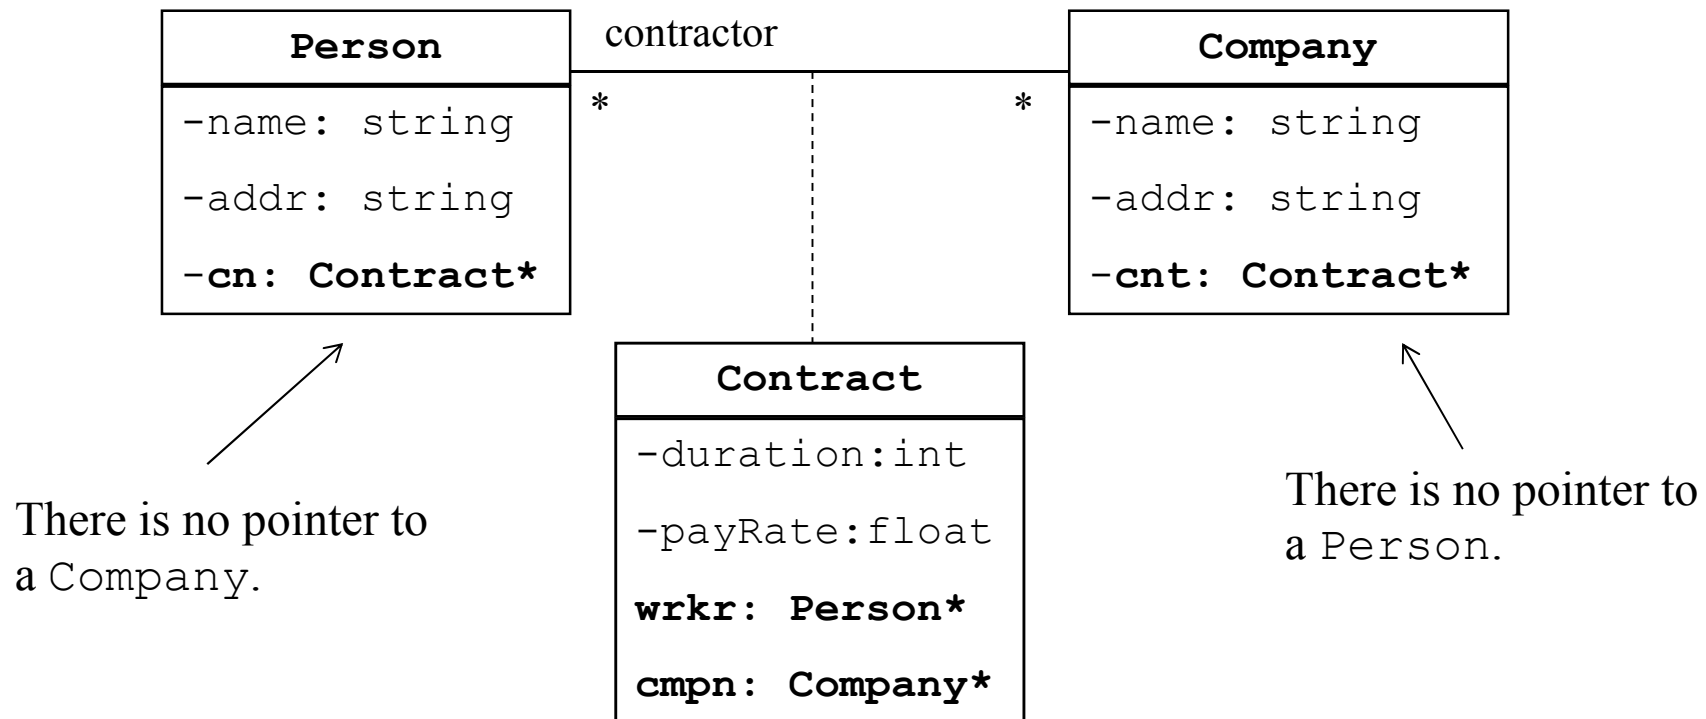 Person
-name: string
-addr: string
-cn: Contract*
contractor
*
*
Company
-name: string
-addr: string
-cnt: Contract*
Contract
-duration:int
-payRate:float
wrkr: Person*
cmpn: Company*
There is no pointer to
a Company.
There is no pointer to
a Person.